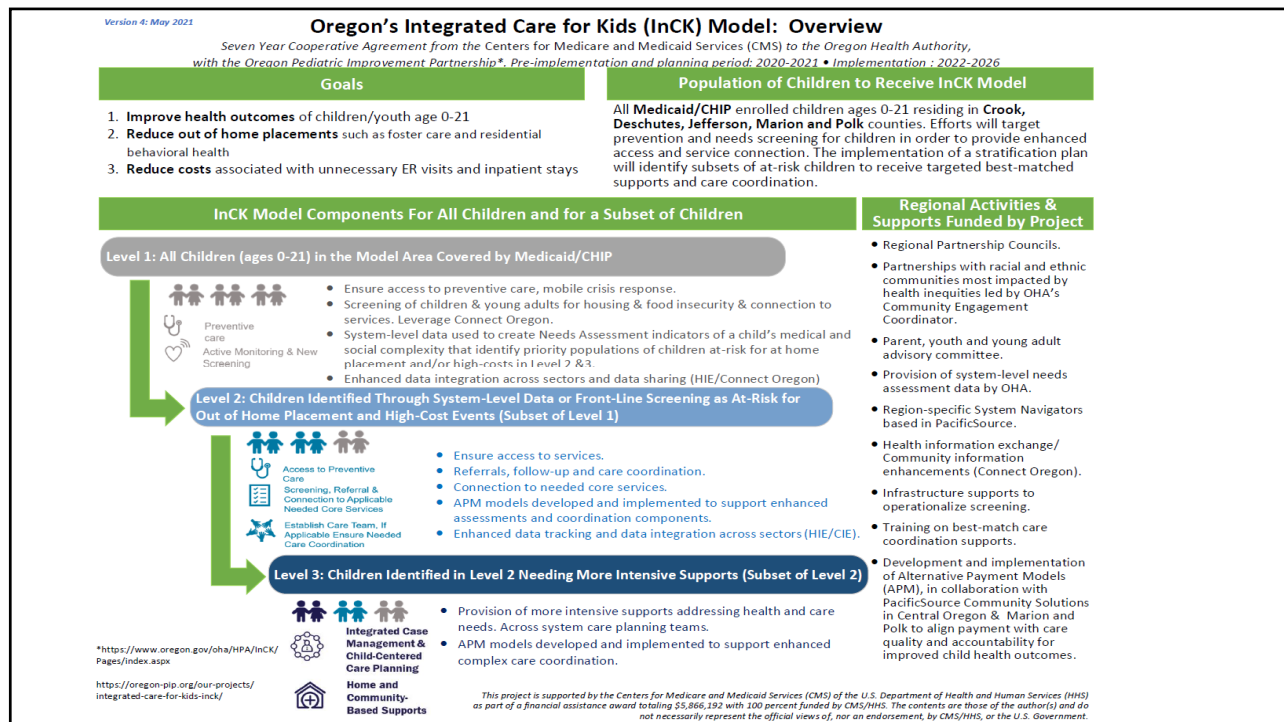 Version 4: May 2021
Oregon's Integrated Care for Kids (InCK) Model: Overview
Seven Year Cooperative Agreement from the Centers for Medicare and Medicaid Services (CMS) to the Oregon Health Authority,
with the Oregon Pediatric Improvement Partnership*. Pre-implementation and planning period: 2020-2021 • Implementation : 2022-2026
Goals
1. Improve health outcomes of children/youth age 0-21
2. Reduce out of home placements such as foster care and residential
behavioral health
3. Reduce costs associated with unnecessary ER visits and inpatient stays
Population of Children to Receive InCK Model
All Medicaid/CHIP enrolled children ages 0-21 residing in Crook,
Deschutes, Jefferson, Marion and Polk counties. Efforts will target
prevention and needs screening for children in order to provide enhanced
access and service connection. The implementation of a stratification plan
will identify subsets of at-risk children to receive targeted best-matched
supports and care coordination.
InCK Model Components For All Children and for a Subset of Children
Level 1: All Children (ages 0-21) in the Model Area Covered by Medicaid/CHIP
Preventive
care
Active Monitoring & New
Screening
• Ensure access to preventive care, mobile crisis response.
• Screening of children & young adults for housing & food insecurity & connection to
services. Leverage Connect Oregon.
• System-level data used to create Needs Assessment indicators of a child's medical and
social complexity that identify priority populations of children at-risk for at home
placement and/or high-costs in Level 2 &3.
• Enhanced data integration across sectors and data sharing (HIE/Connect Oregon)
Level 2: Children Identified Through System-Level Data or Front-Line Screening as At-Risk for
Out of Home Placement and High-Cost Events (Subset of Level 1)
Access to Preventive
Care
Screening, Referral &
Connection to Applicable
Needed Core Services
Establish Care Team, If
Applicable Ensure Needed
Care Coordination
• Ensure access to services.
• Referrals, follow-up and care coordination.
• Connection to needed core services.
• APM models developed and implemented to support enhanced
assessments and coordination components.
• Enhanced data tracking and data integration across sectors (HIE/CIE).
Level 3: Children Identified in Level 2 Needing More Intensive Supports (Subset of Level 2)
Integrated Case
Management &
Child-Centered
Care Planning
Home and
Community-
Based Supports
• Provision of more intensive supports addressing health and care
needs. Across system care planning teams.
• APM models developed and implemented to support enhanced
complex care coordination.
Regional Activities &
Supports Funded by Project
• Regional Partnership Councils.
• Partnerships with racial and ethnic
communities most impacted by
health inequities led by OHA's
Community Engagement
Coordinator.
• Parent, youth and young adult
advisory committee.
• Provision of system-level needs
assessment data by OHA.
• Region-specific System Navigators
based in PacificSource.
• Health information exchange/
Community information
enhancements (Connect Oregon).
• Infrastructure supports to
operationalize screening.
• Training on best-match care
coordination supports.
• Development and implementation
of Alternative Payment Models
(APM), in collaboration with
PacificSource Community Solutions
in Central Oregon & Marion and
Polk to align payment with care
quality and accountability for
improved child health outcomes.
*https://www.oregon.gov/oha/HPA/InCK/
Pages/index.aspx
https://oregon-pip.org/our-projects/
integrated-care-for-kids-inck/
This project is supported by the Centers for Medicare and Medicaid Services (CMS) of the U.S. Department of Health and Human Services (HHS)
as part of a financial assistance award totaling $5,866,192 with 100 percent funded by CMS/HHS. The contents are those of the author(s) and do
not necessarily represent the official views of, nor an endorsement, by CMS/HHS, or the U.S. Government.